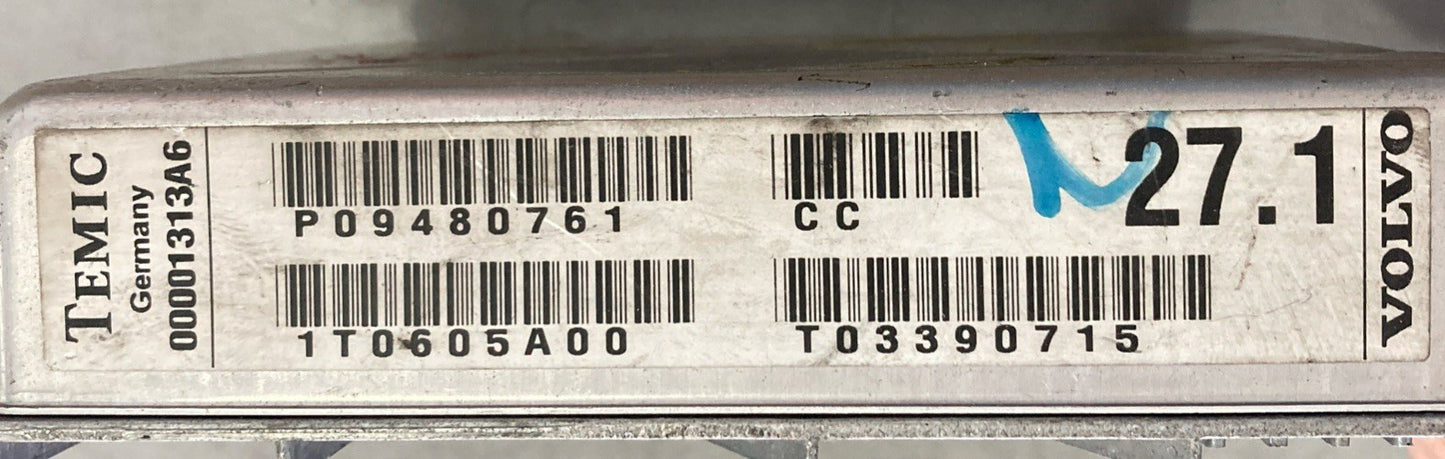 TEMIC
Germany
00001313A6
P09480761
CC
27.1
1T0605A00
T03390715
VOLVO